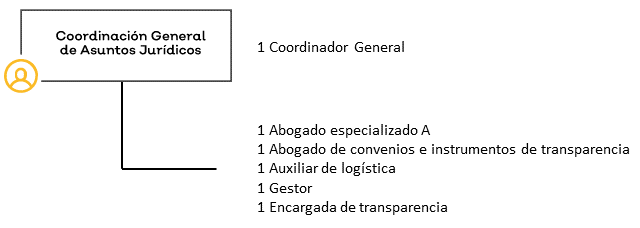 Coordinación General
de Asuntos Jurídicos
1 Coordinador General
1 Abogado especializado A
1 Abogado de convenios e instrumentos de transparencia
1 Auxiliar de logística
1 Gestor
1 Encargada de transparencia